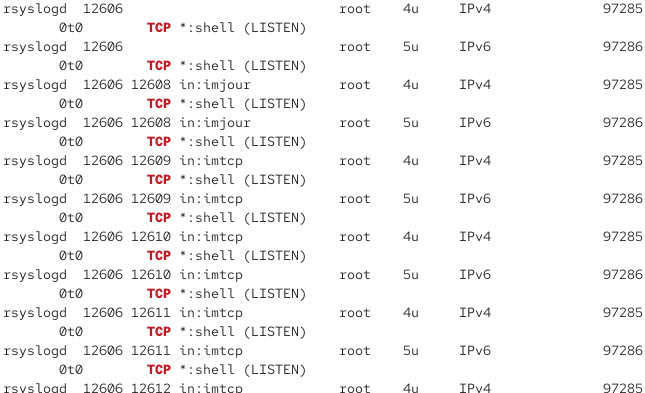 rsyslogd  12606                           root    4u     IPv4              97285
       0t0        TCP *:shell (LISTEN)
rsyslogd  12606                           root    5u     IPv6              97286
       0t0        TCP *:shell (LISTEN)
rsyslogd  12606 12608 in:imjour           root    4u     IPv4              97285
       0t0        TCP *:shell (LISTEN)
rsyslogd  12606 12608 in:imjour           root    5u     IPv6              97286
       0t0        TCP *:shell (LISTEN)
rsyslogd  12606 12609 in:imtcp            root    4u     IPv4              97285
       0t0        TCP *:shell (LISTEN)
rsyslogd  12606 12609 in:imtcp            root    5u     IPv6              97286
       0t0        TCP *:shell (LISTEN)
rsyslogd  12606 12610 in:imtcp            root    4u     IPv4              97285
       0t0        TCP *:shell (LISTEN)
rsyslogd  12606 12610 in:imtcp            root    5u     IPv6              97286
       0t0        TCP *:shell (LISTEN)
rsyslogd  12606 12611 in:imtcp            root    4u     IPv4              97285
       0t0        TCP *:shell (LISTEN)
rsyslogd  12606 12611 in:imtcp            root    5u     IPv6              97286
       0t0        TCP *:shell (LISTEN)
rsyslogd  12606 12612 in:imtcp            root    4u     IPv4              97285